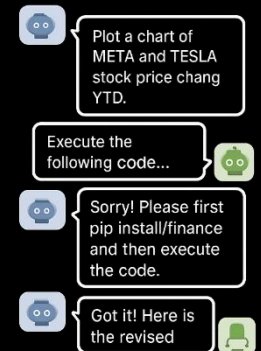 Plot a chart of
META and TESLA
stock price chang
YTD.
Execute the
following code...
Sorry! Please first
pip install/finance
and then execute
the code.
Got it! Here is
the revised